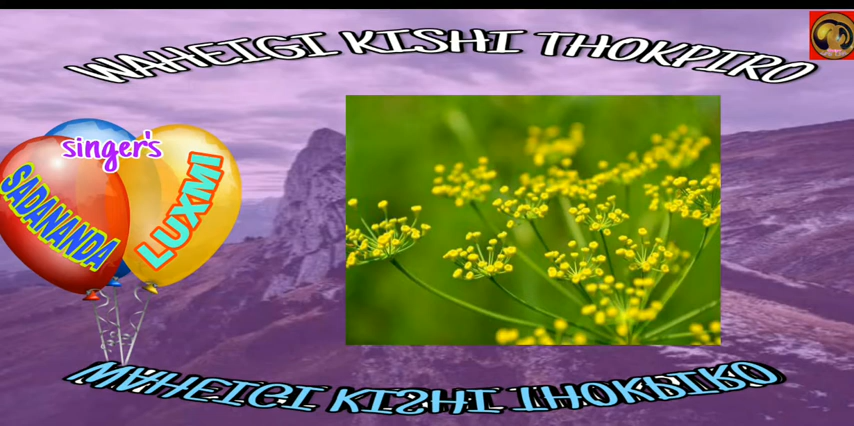 WAHEIGI KISHI THOKPIRO
singer's
SADANANDA
LUXMI
WAHEIGI KISHI THOKPIRO